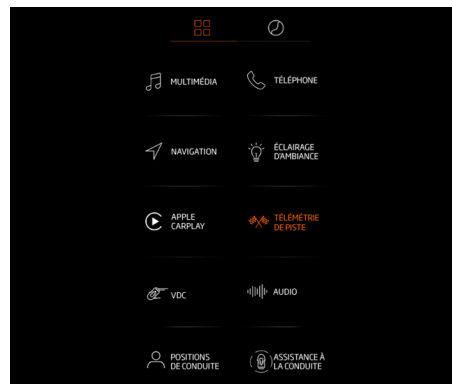 MULTIMÉDIA
TÉLÉPHONE
NAVIGATION
ÉCLAIRAGE
D'AMBIANCE
APPLE
CARPLAY
TÉLÉMÉTRIE
DE PISTE
VDC
AUDIO
POSITIONS
DE CONDUITE
ASSISTANCE À
LA CONDUITE